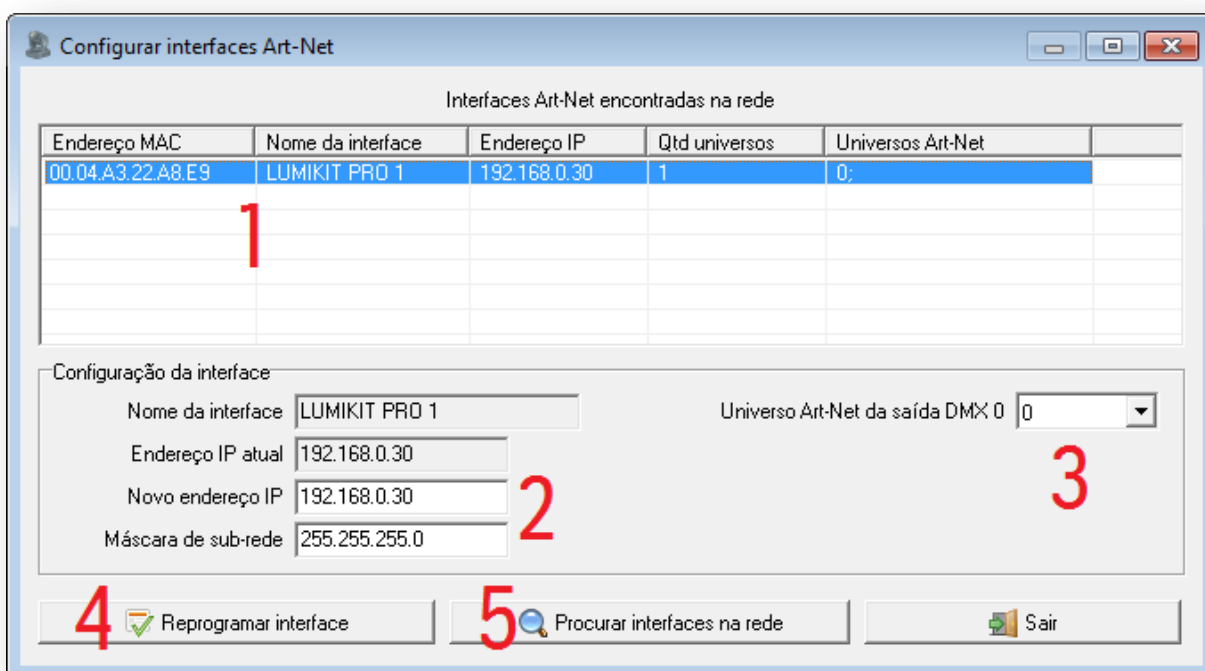 Configurar interfaces Art-Net
Interfaces Art-Net encontradas na rede
Endereço MAC Nome da interface Endereço IP Qtd universos Universos Art-Net
00.04.A3.22.A8.E9 LUMIKIT PRO 1 192.168.0.30 1 0;
1
Configuração da interface
Nome da interface LUMIKIT PRO 1 Universo Art-Net da saída DMX 0 0
Endereço IP atual 192.168.0.30
Novo endereço IP 192.168.0.30
2
3
Máscara de sub-rede 255.255.255.0
4 Reprogramar interface 5 Procurar interfaces na rede Sair